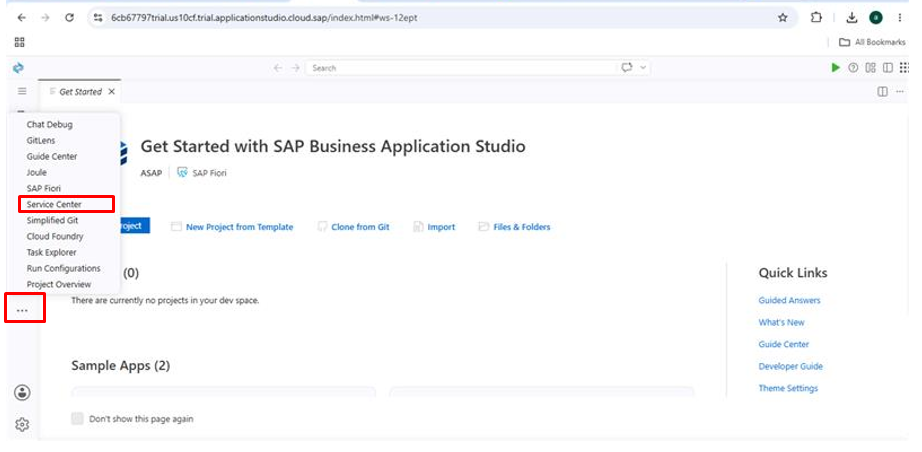 6cb67797trial.us10cf.trial.applicationstudio.cloud.sap/index.html#ws-12ept
a
All Bookmarks
Search
Get Started
Chat Debug
GitLens
Guide Center
Joule
SAP Fiori
Service Center
Simplified Git
Cloud Foundry
Task Explorer
Run Configurations
Project Overview
...
Get Started with SAP Business Application Studio
ASAP SAP Fiori
oject New Project from Template Clone from Git Import Files & Folders
(0)
There are currently no projects in your dev space.
Sample Apps (2)
Don't show this page again
Quick Links
Guided Answers
What's New
Guide Center
Developer Guide
Theme Settings